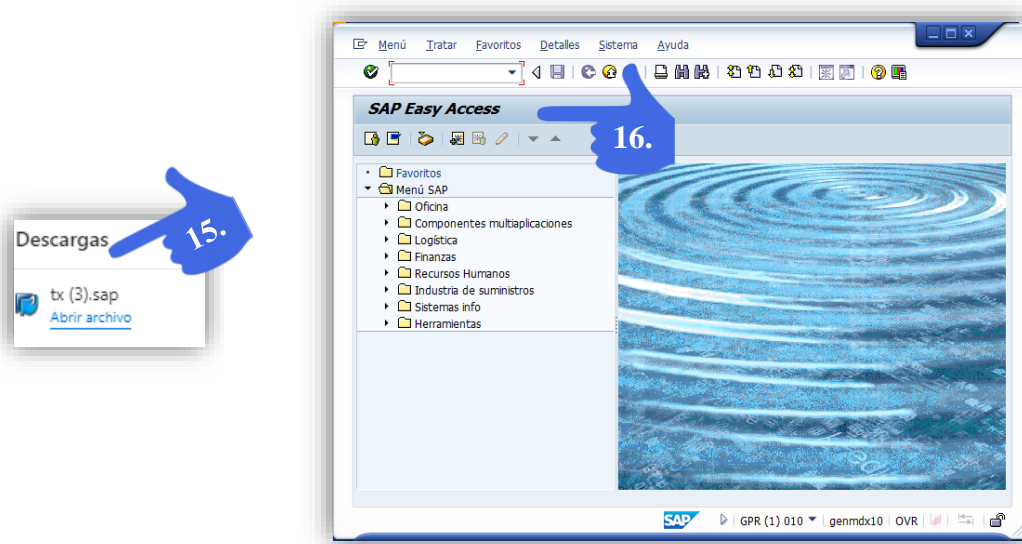 Menú Tratar Favoritos Detalles Sistema Ayuda
SAP Easy Access
16.
Favoritos
Menú SAP
Oficina
Componentes multiaplicaciones
Logística
Finanzas
Recursos Humanos
Industria de suministros
Sistemas info
Herramientas
15.
Descargas
tx (3).sap
Abrir archivo
SAP GPR (1) 010 genmdx10 OVR